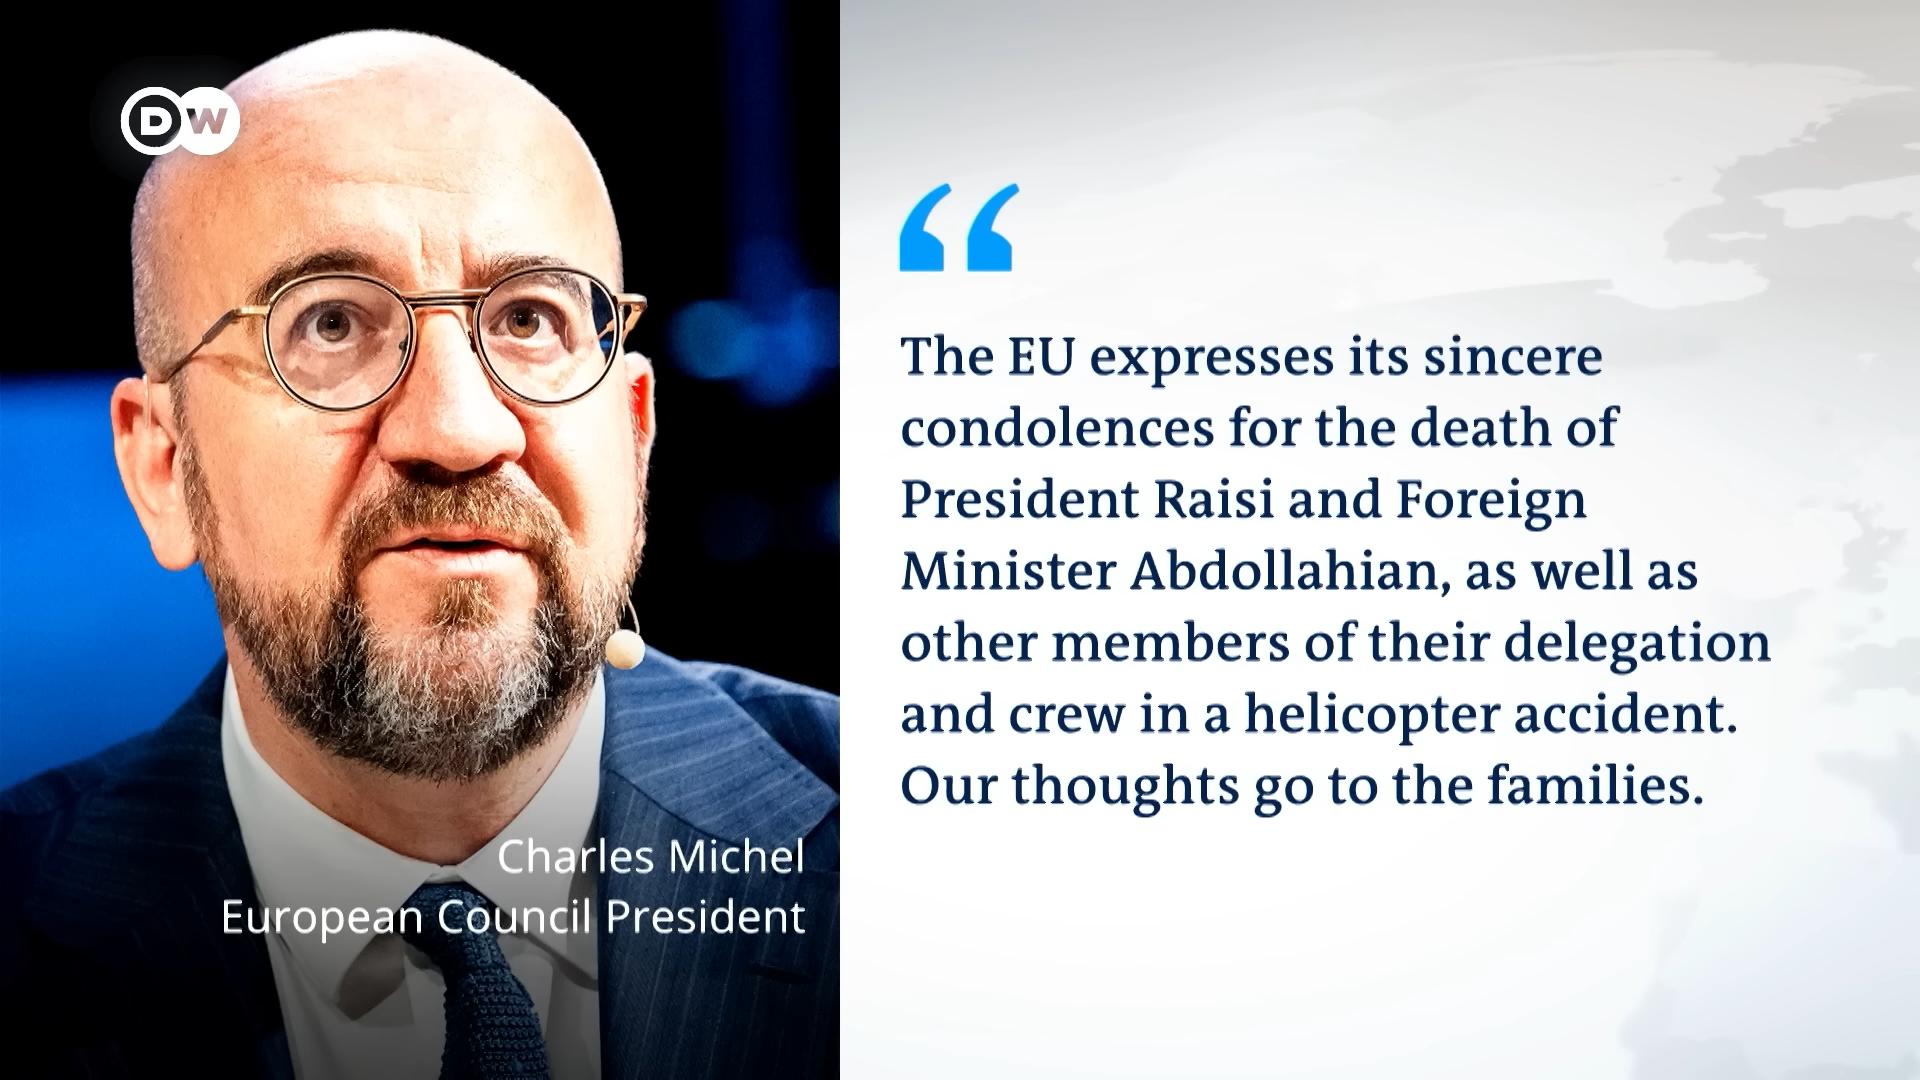 DW
“
The EU expresses its sincere
condolences for the death of
President Raisi and Foreign
Minister Abdollahian, as well as
other members of their delegation
and crew in a helicopter accident.
Our thoughts go to the families.
Charles Michel
European Council President